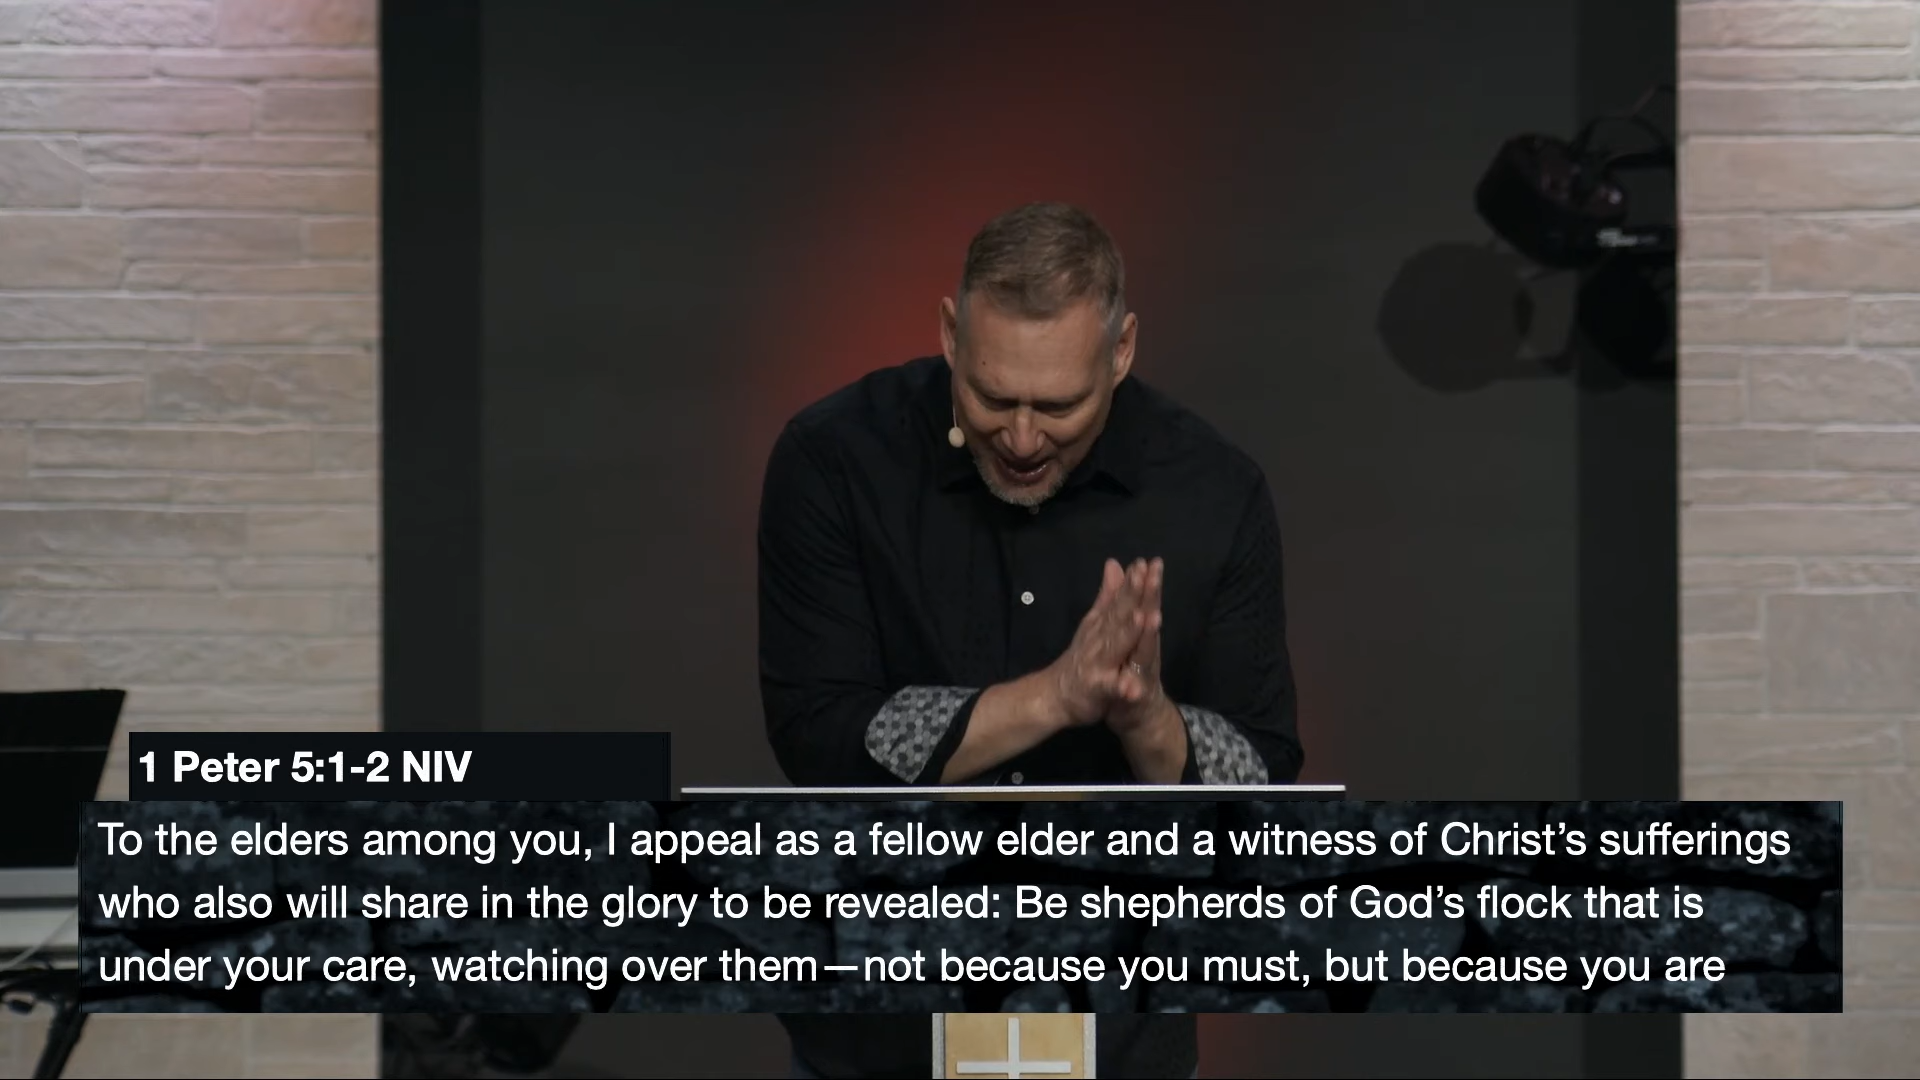 1 Peter 5:1-2 NIV
To the elders among you, I appeal as a fellow elder and a witness of Christ’s sufferings
who also will share in the glory to be revealed: Be shepherds of God’s flock that is
under your care, watching over them—not because you must, but because you are